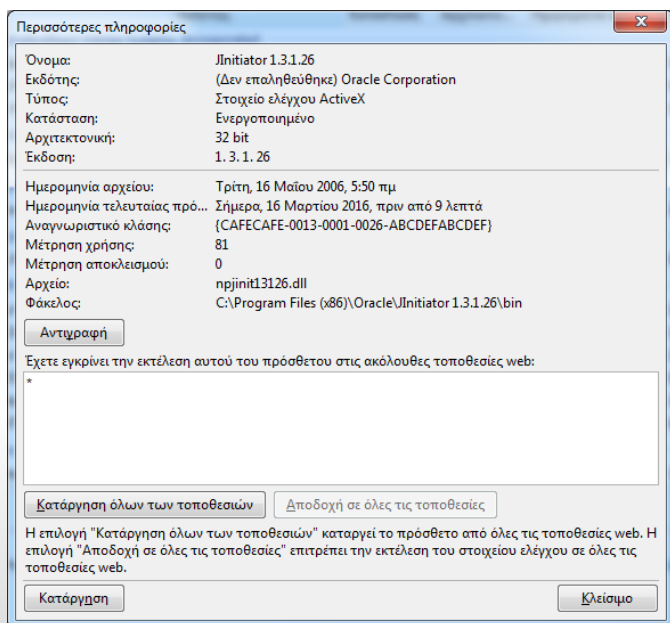 Περισσότερες πληροφορίες
Όνομα: JInitiator 1.3.1.26
Εκδότης: (Δεν επαληθεύθηκε) Oracle Corporation
Τύπος: Στοιχείο ελέγχου ActiveX
Κατάσταση: Ενεργοποιημένο
Αρχιτεκτονική: 32 bit
Έκδοση: 1. 3. 1. 26
Ημερομηνία αρχείου: Τρίτη, 16 Μαΐου 2006, 5:50 πμ
Ημερομηνία τελευταίας πρό... Σήμερα, 16 Μαρτίου 2016, πριν από 9 λεπτά
Αναγνωριστικό κλάσης: {CAFECAFE-0013-0001-0026-ABCDEFABCDEF}
Μέτρηση χρήσης: 81
Μέτρηση αποκλεισμού: 0
Αρχείο: npjinit13126.dll
Φάκελος: C:\Program Files (x86)\Oracle\JInitiator 1.3.1.26\bin
Αντιγραφή
Έχετε εγκρίνει την εκτέλεση αυτού του πρόσθετου στις ακόλουθες τοποθεσίες web:
*
Κατάργηση όλων των τοποθεσιών Αποδοχή σε όλες τις τοποθεσίες
Η επιλογή "Κατάργηση όλων των τοποθεσιών" καταργεί το πρόσθετο από όλες τις τοποθεσίες web. Η
επιλογή "Αποδοχή σε όλες τις τοποθεσίες" επιτρέπει την εκτέλεση του στοιχείου ελέγχου σε όλες τις
τοποθεσίες web.
Κατάργηση Κλείσιμο